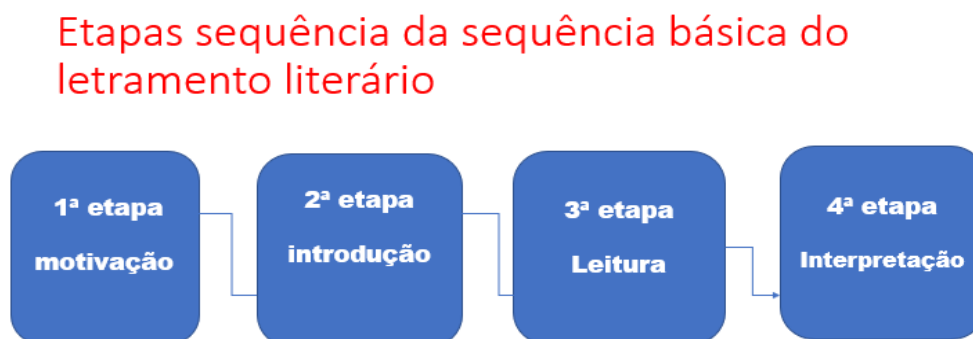 Etapas sequência da sequência básica do
letramento literário
1ª etapa
motivação
2ª etapa
introdução
3ª etapa
Leitura
4ª etapa
Interpretação